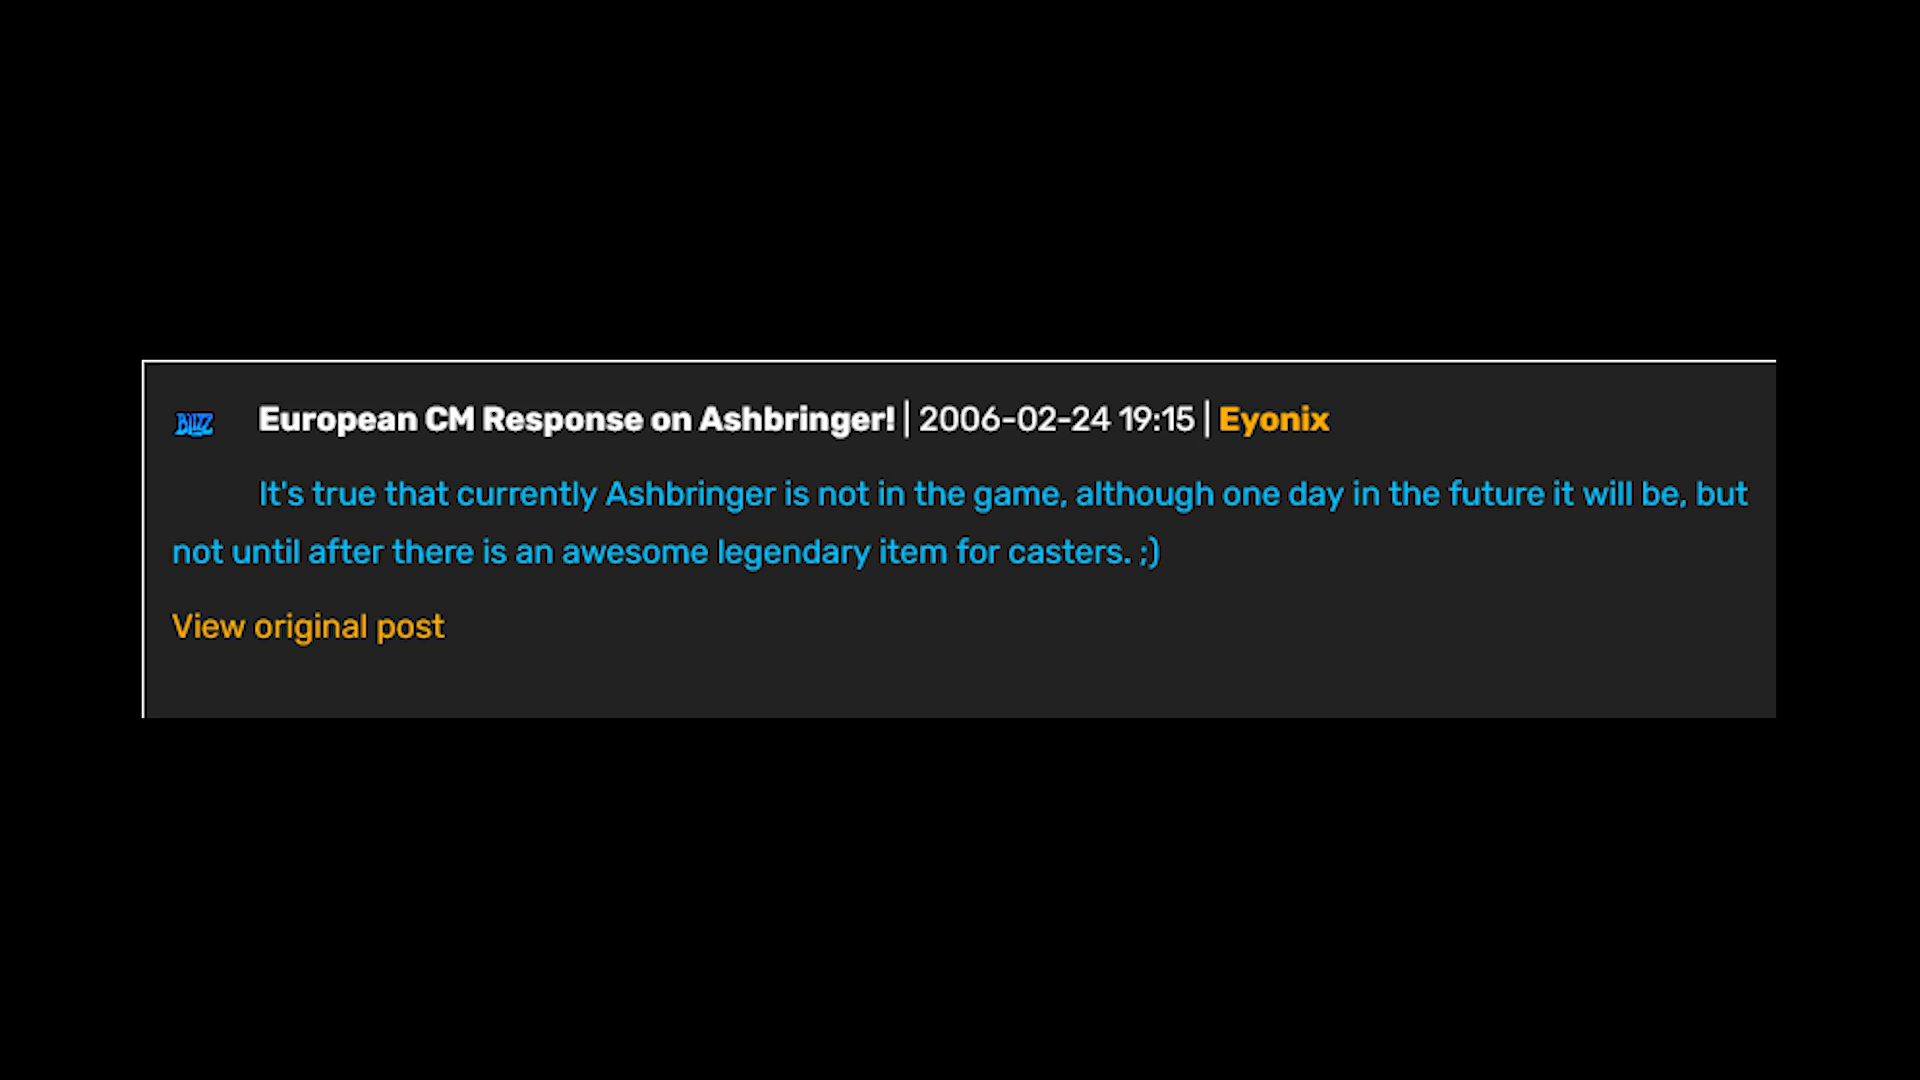 BLIZZ European CM Response on Ashbringer! | 2006-02-24 19:15 | Eyonix
It's true that currently Ashbringer is not in the game, although one day in the future it will be, but
not until after there is an awesome legendary item for casters. ;)
View original post